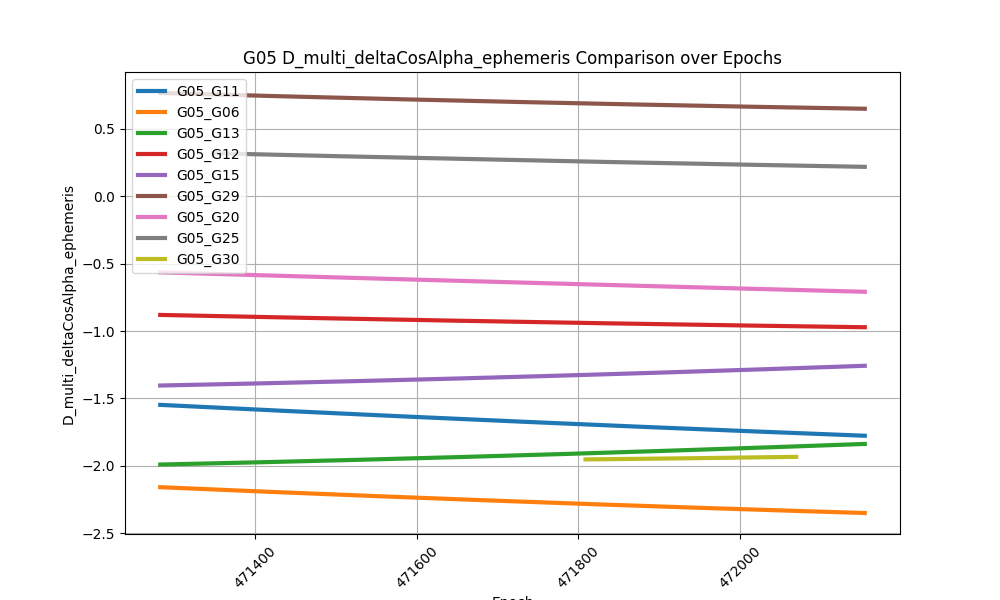 G05 D_multi_deltaCosAlpha_ephemeris Comparison over Epochs
D_multi_deltaCosAlpha_ephemeris
0.5
0.0
−0.5
−1.0
−1.5
−2.0
−2.5
G05_G11
G05_G06
G05_G13
G05_G12
G05_G15
G05_G29
G05_G20
G05_G25
G05_G30
471400
471600
471800
472000
Epoch